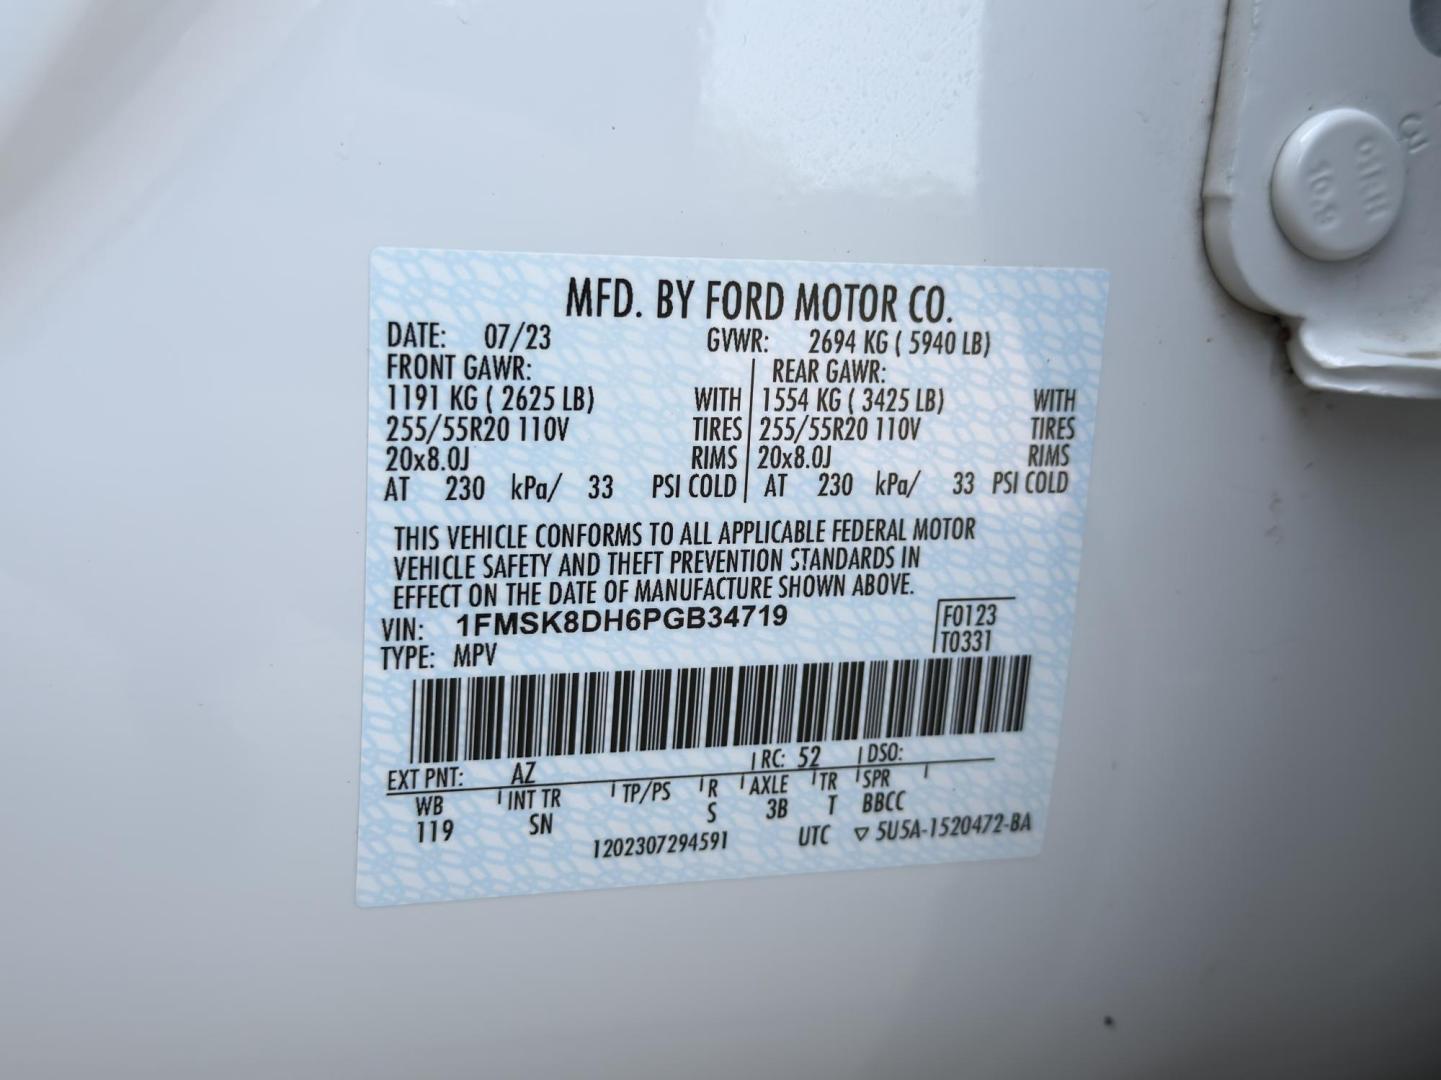 MFD. BY FORD MOTOR CO.
DATE: 07/23 GVWR: 2694 KG ( 5940 LB)
FRONT GAWR: REAR GAWR:
1191 KG ( 2625 LB) WITH 1554 KG ( 3425 LB) WITH
255/55R20 110V TIRES 255/55R20 110V TIRES
20x8.0J RIMS 20x8.0J RIMS
AT 230 kPa/ 33 PSI COLD AT 230 kPa/ 33 PSI COLD
THIS VEHICLE CONFORMS TO ALL APPLICABLE FEDERAL MOTOR
VEHICLE SAFETY AND THEFT PREVENTION STANDARDS IN
EFFECT ON THE DATE OF MANUFACTURE SHOWN ABOVE.
VIN: 1FMSK8DH6PGB34719 F0123
TYPE: MPV T0331
EXT PNT: AZ RC: 52 DSO:
WB INT TR TP/PS R AXLE TR SPR
119 SN S 3B T BBCC
1202307294591 UTC ▽ 5U5A-1520472-BA